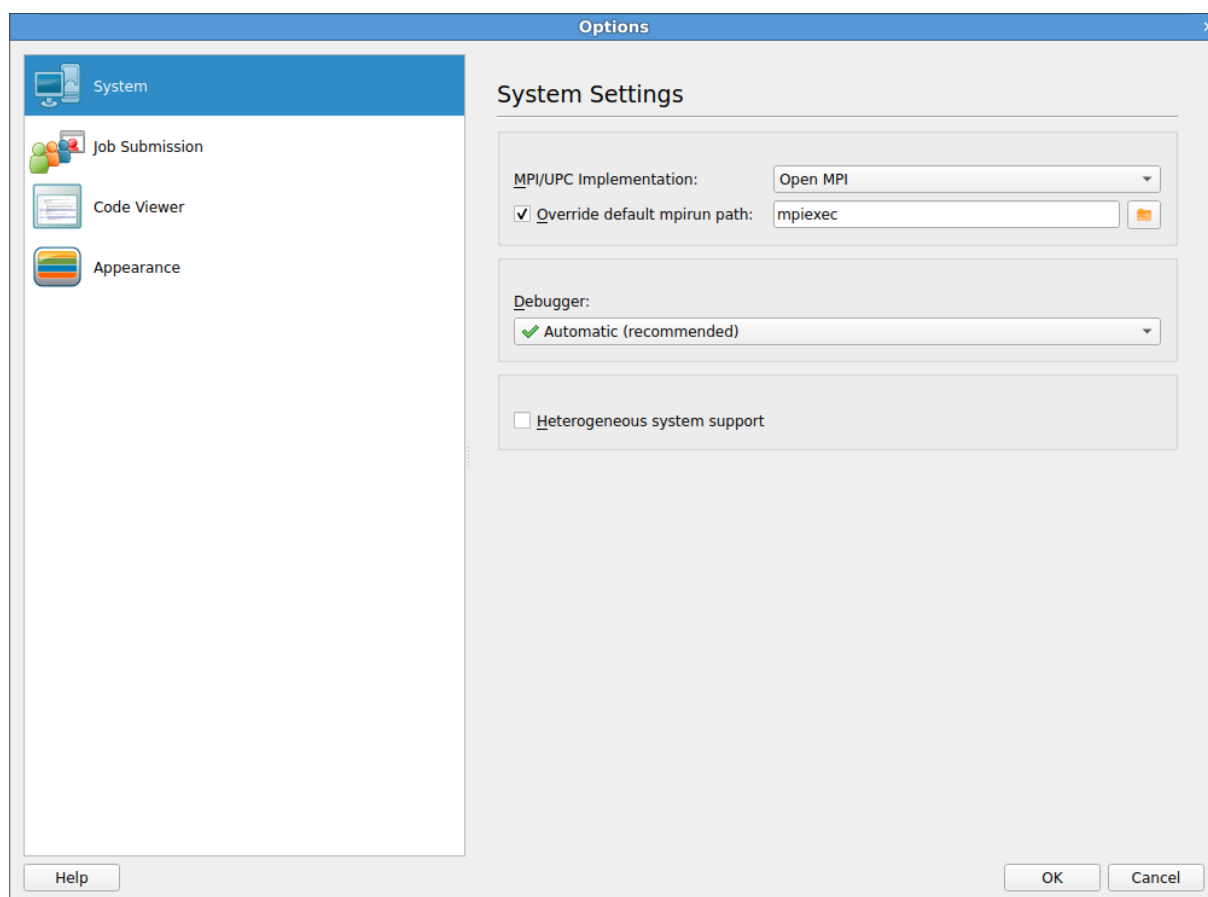 Options
System
Job Submission
Code Viewer
Appearance
System Settings
MPI/UPC Implementation: Open MPI
Override default mpirun path: mpiexec
Debugger:
Automatic (recommended)
Heterogeneous system support
Help OK Cancel